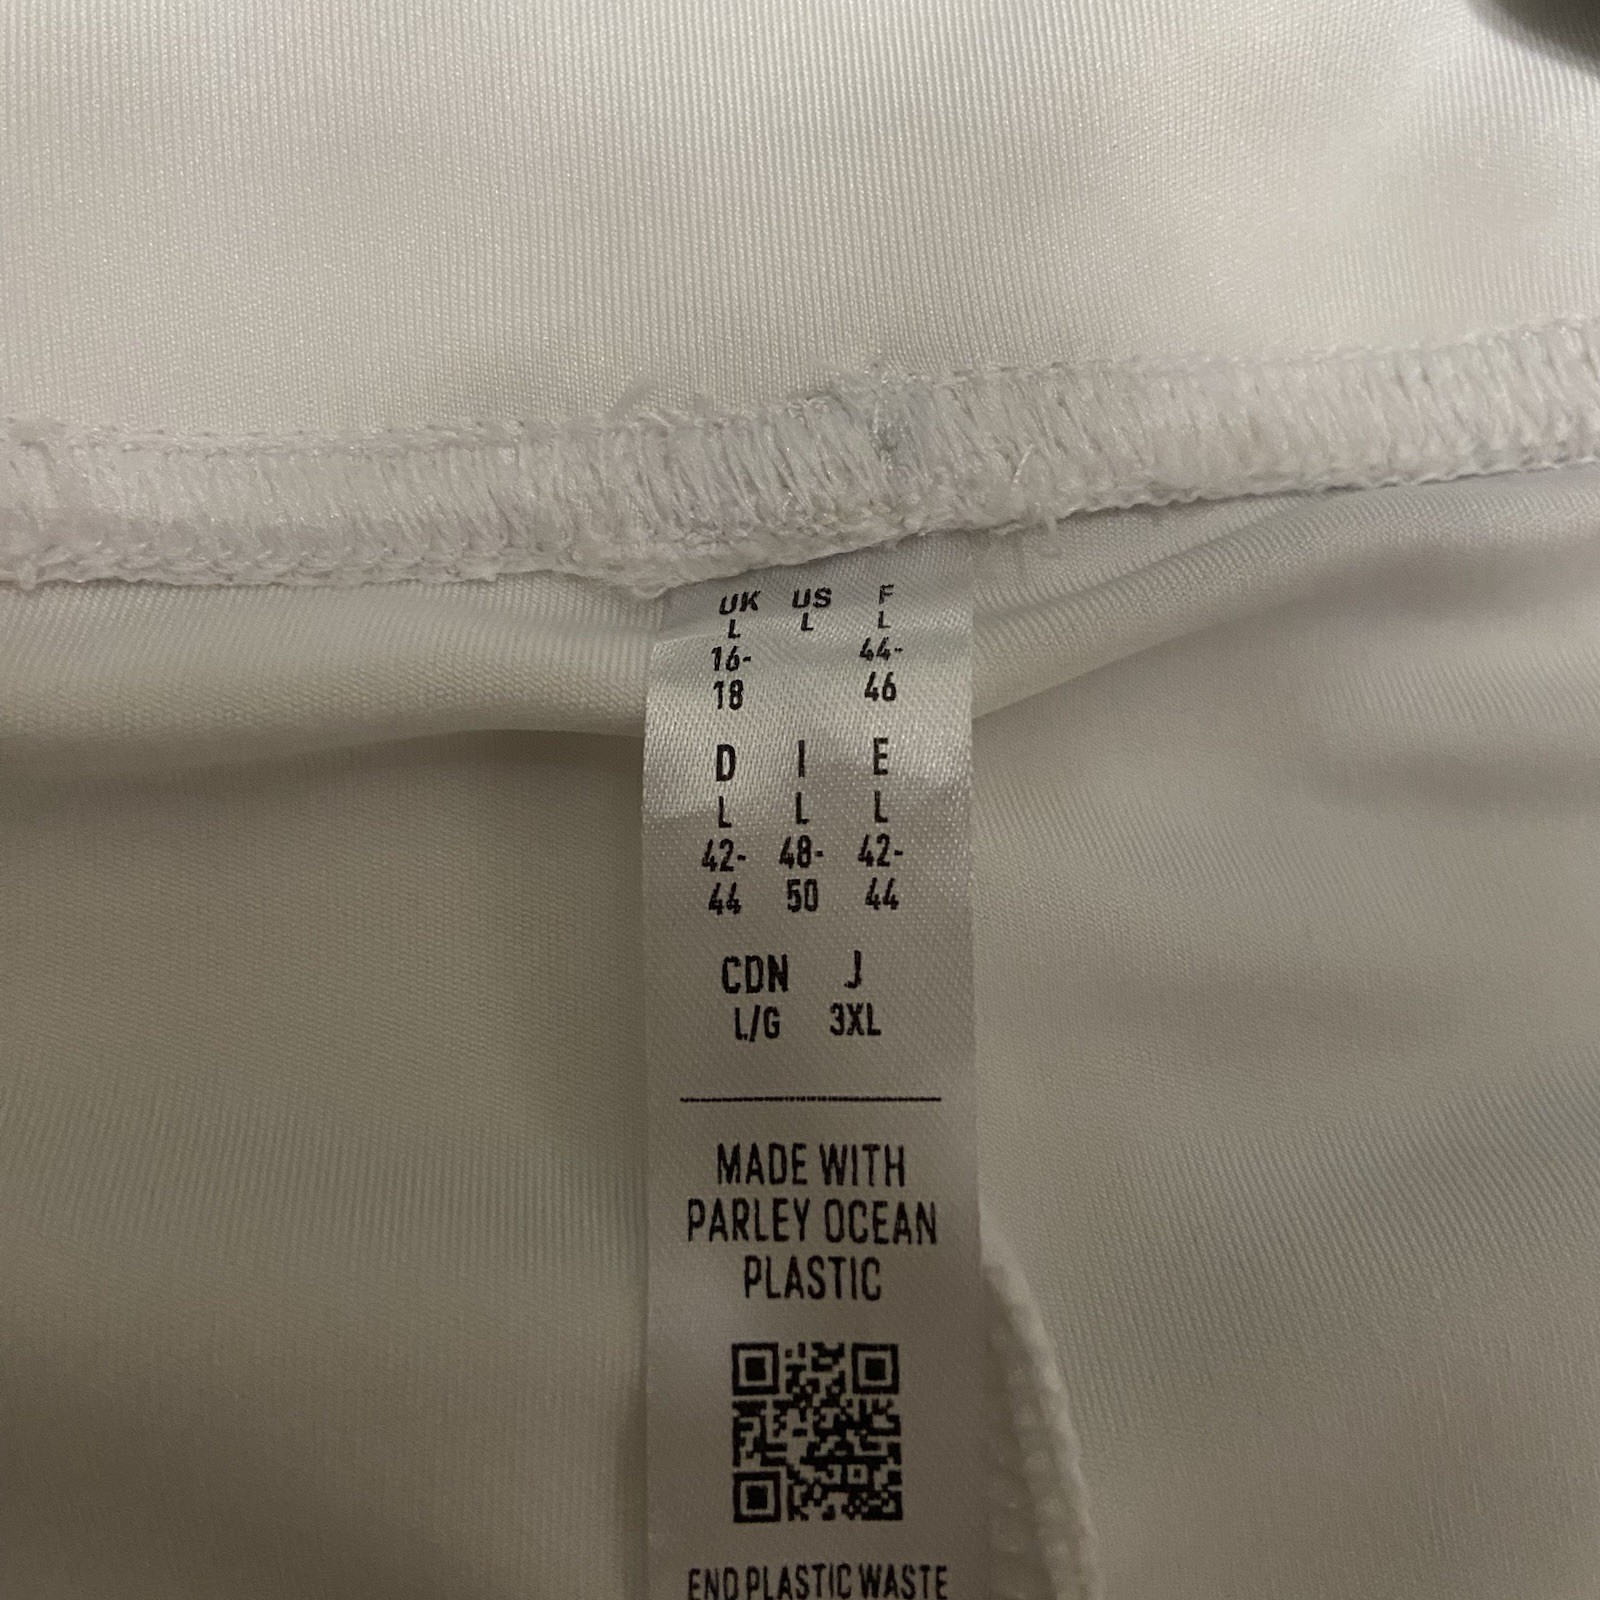 UK US F
L L L
16- 44-
18 46
D I E
L L L
42- 48- 42-
44 50 44
CDN J
L/G 3XL
MADE WITH
PARLEY OCEAN
PLASTIC
END PLASTIC WASTE